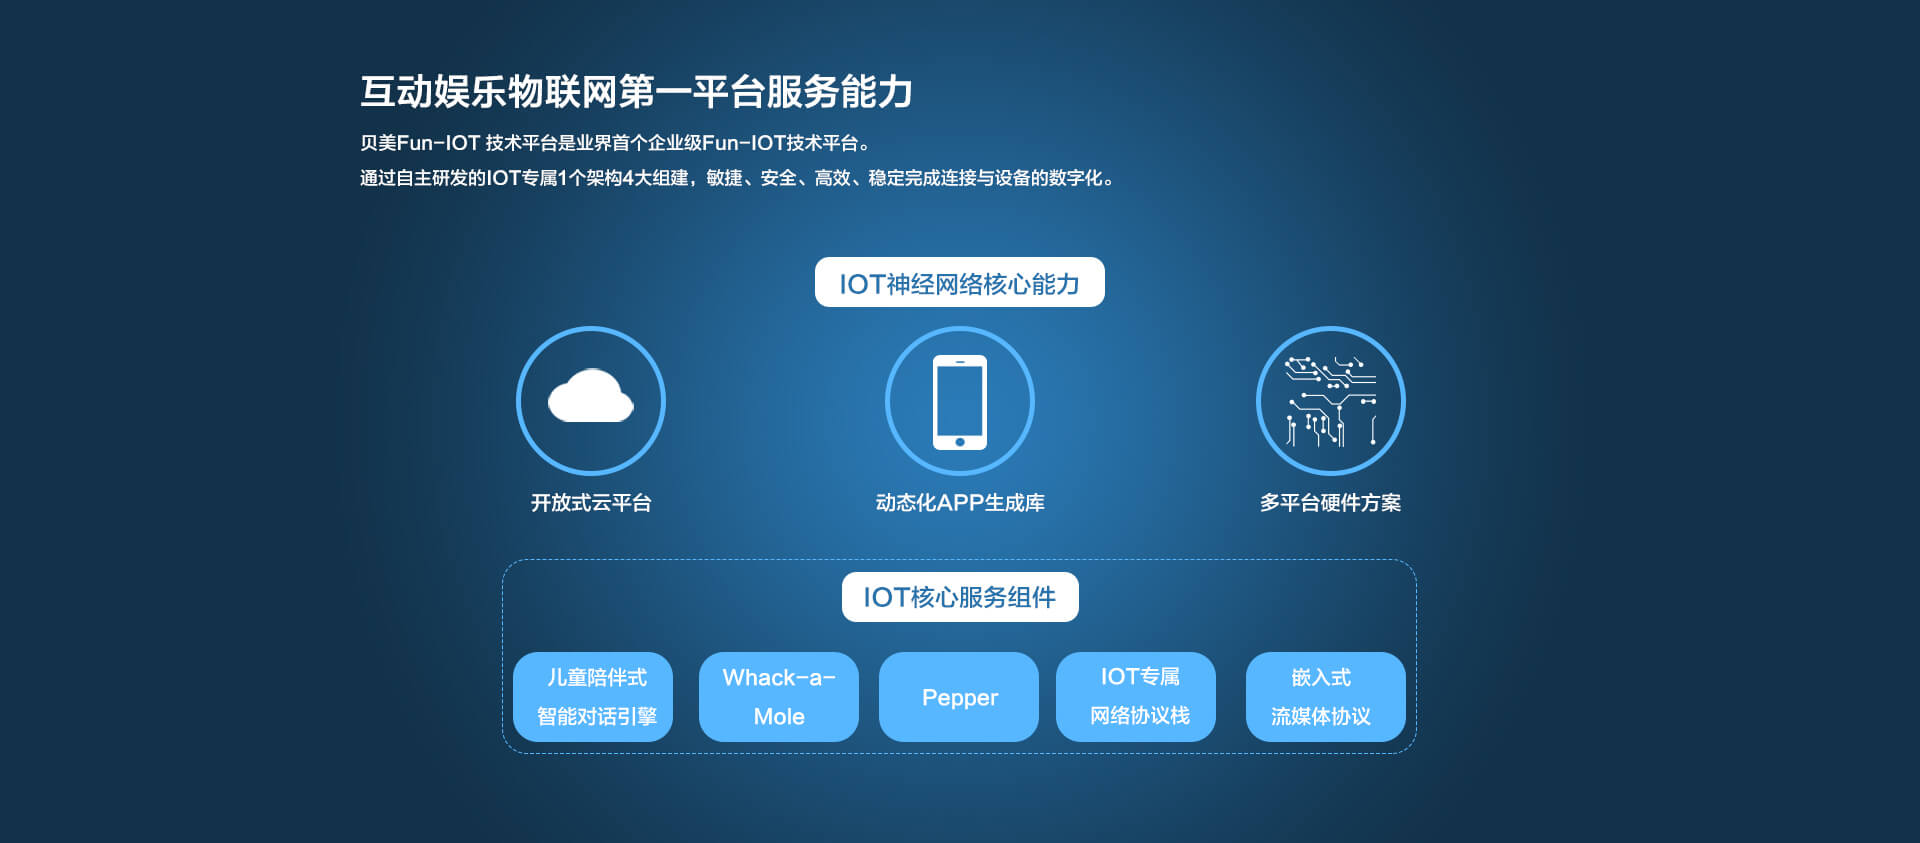 互动娱乐物联网第一平台服务能力
贝美Fun-IOT 技术平台是业界首个企业级Fun-IOT技术平台。
通过自主研发的IOT专属1个架构4大组建，敏捷、安全、高效、稳定完成连接与设备的数字化。
IOT神经网络核心能力
开放式云平台
动态化APP生成库
多平台硬件方案
IOT核心服务组件
儿童陪伴式
智能对话引擎
Whack-a-
Mole
Pepper
IOT专属
网络协议栈
嵌入式
流媒体协议